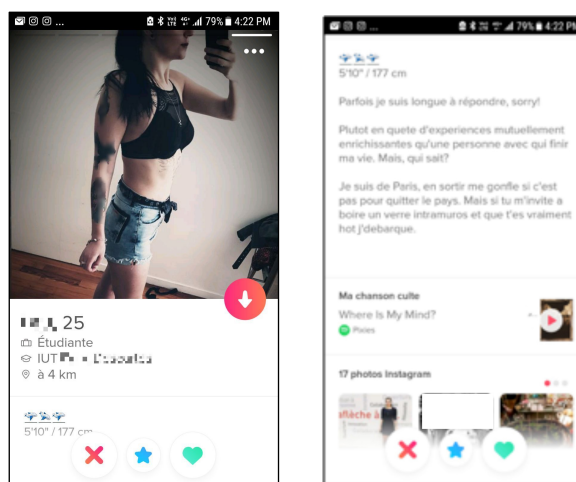 ... 79% 4:22 PM
25
Étudiante
IUT
à 4 km
5'10" / 177 cm
... 79% 4:22 PM
5'10" / 177 cm
Parfois je suis longue à répondre, sorry!
Plutot en quete d'experiences mutuellement
enrichissantes qu'une personne avec qui finir
ma vie. Mais, qui sait?
Je suis de Paris, en sortir me gonfle si c'est
pas pour quitter le pays. Mais si tu m'invite a
boire un verre intramuros et que t'es vraiment
hot j'debarque.
Ma chanson culte
Where Is My Mind?
Pixies
17 photos Instagram